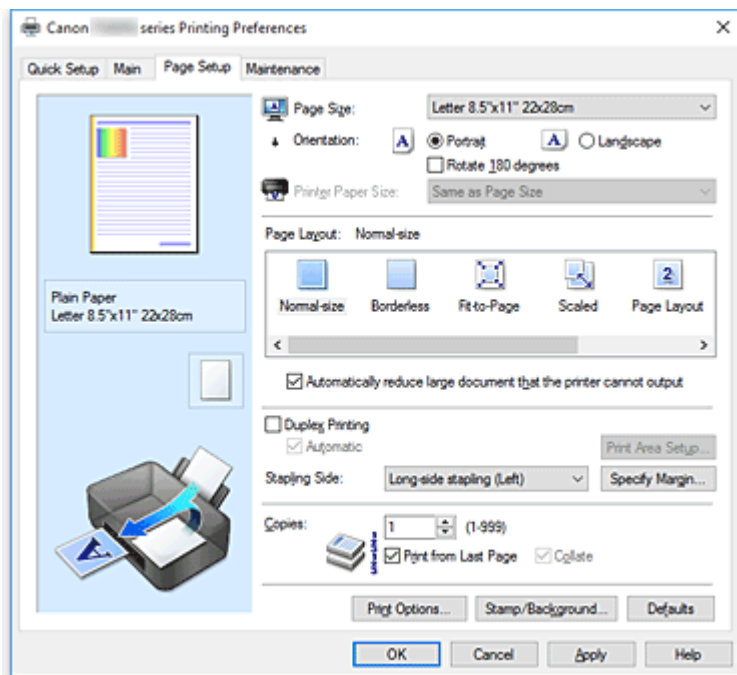 Canon series Printing Preferences
Quick Setup Main Page Setup Maintenance
Page Size: Letter 8.5"x11" 22x28cm
Orientation: A Portrait A Landscape
Rotate 180 degrees
Printer Paper Size: Same as Page Size
Page Layout: Normal-size
2
Normal-size Borderless Fit-to-Page Scaled Page Layout
Plain Paper
Letter 8.5"x11" 22x28cm
Automatically reduce large document that the printer cannot output
Duplex Printing
Automatic Print Area Setup...
Stapling Side: Long-side stapling (Left) Specify Margin...
Copies: 1 (1-999)
Print from Last Page Collate
A
Print Options... Stamp/Background... Defaults
OK Cancel Apply Help